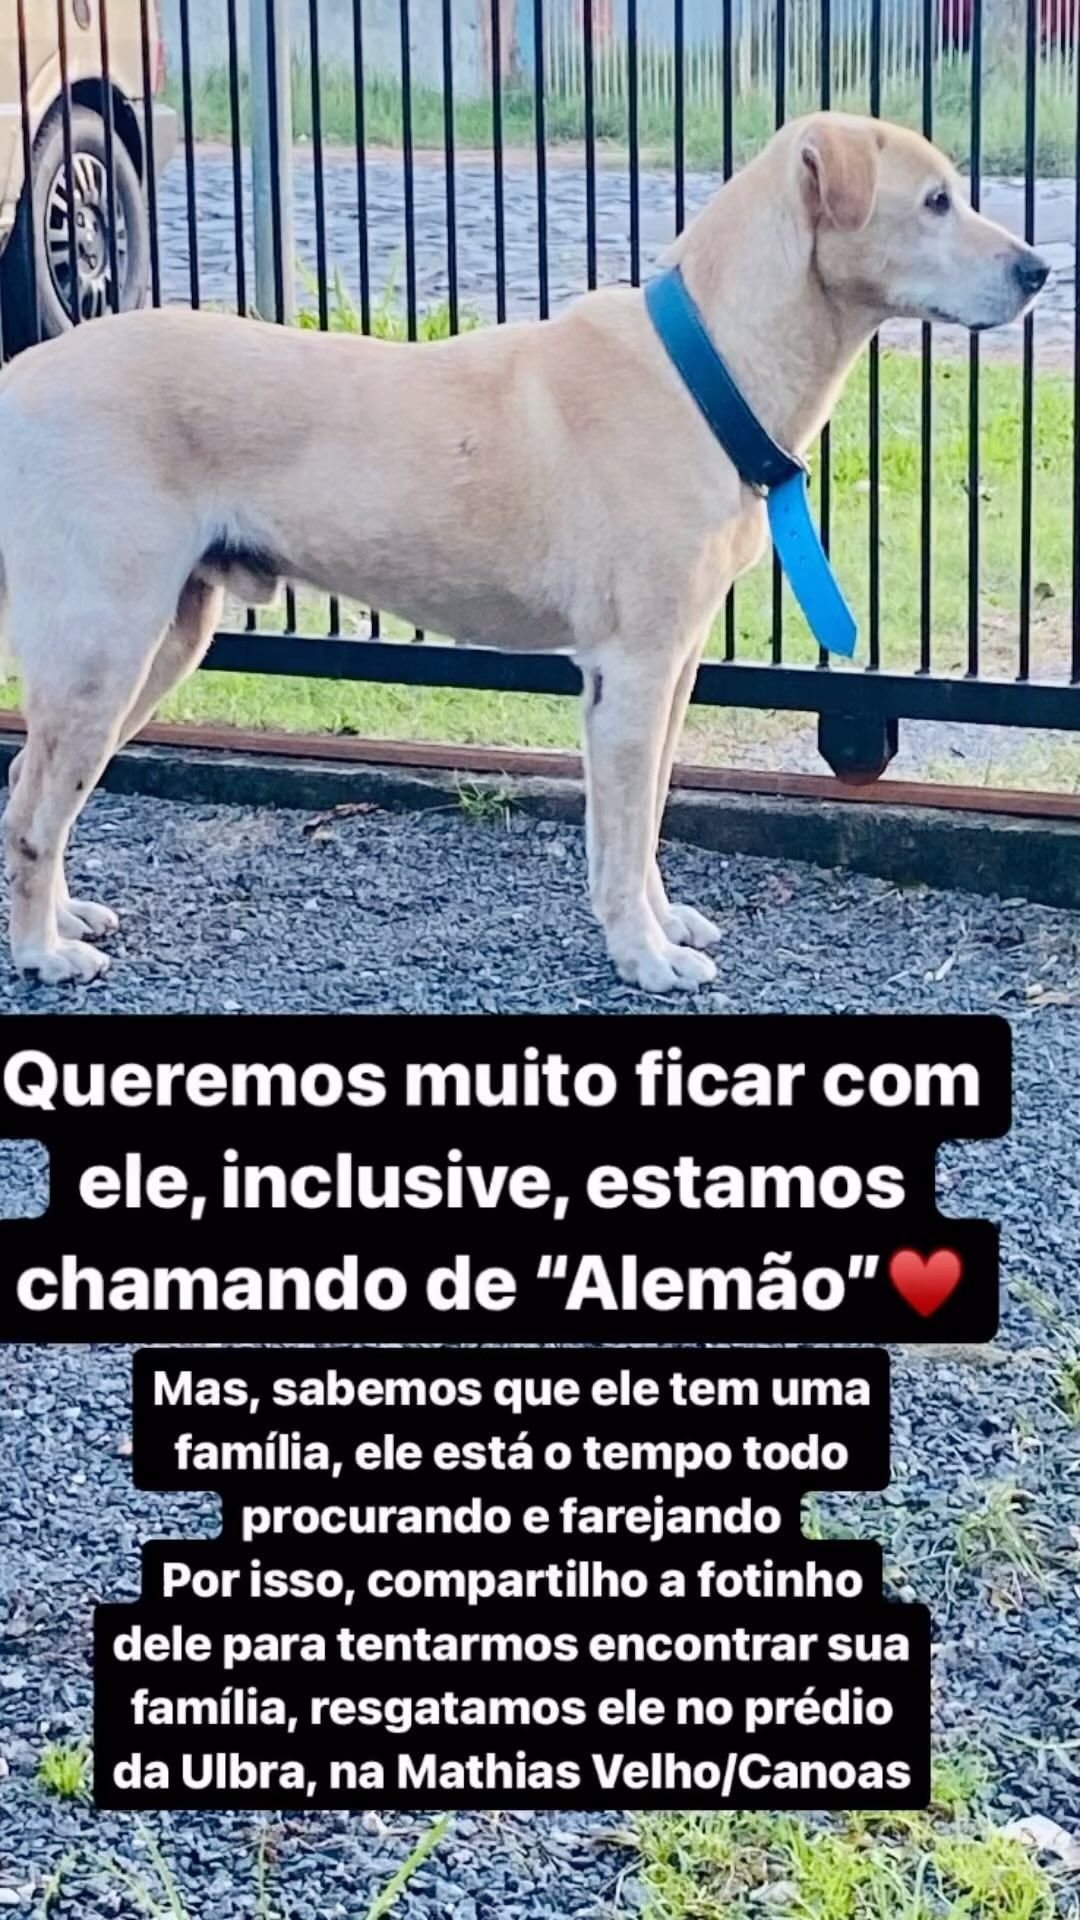 Queremos muito ficar com
ele, inclusive, estamos
chamando de “Alemão”♥️
Mas, sabemos que ele tem uma
família, ele está o tempo todo
procurando e farejando
Por isso, compartilho a fotinho
dele para tentarmos encontrar sua
família, resgatamos ele no prédio
da Ulbra, na Mathias Velho/Canoas